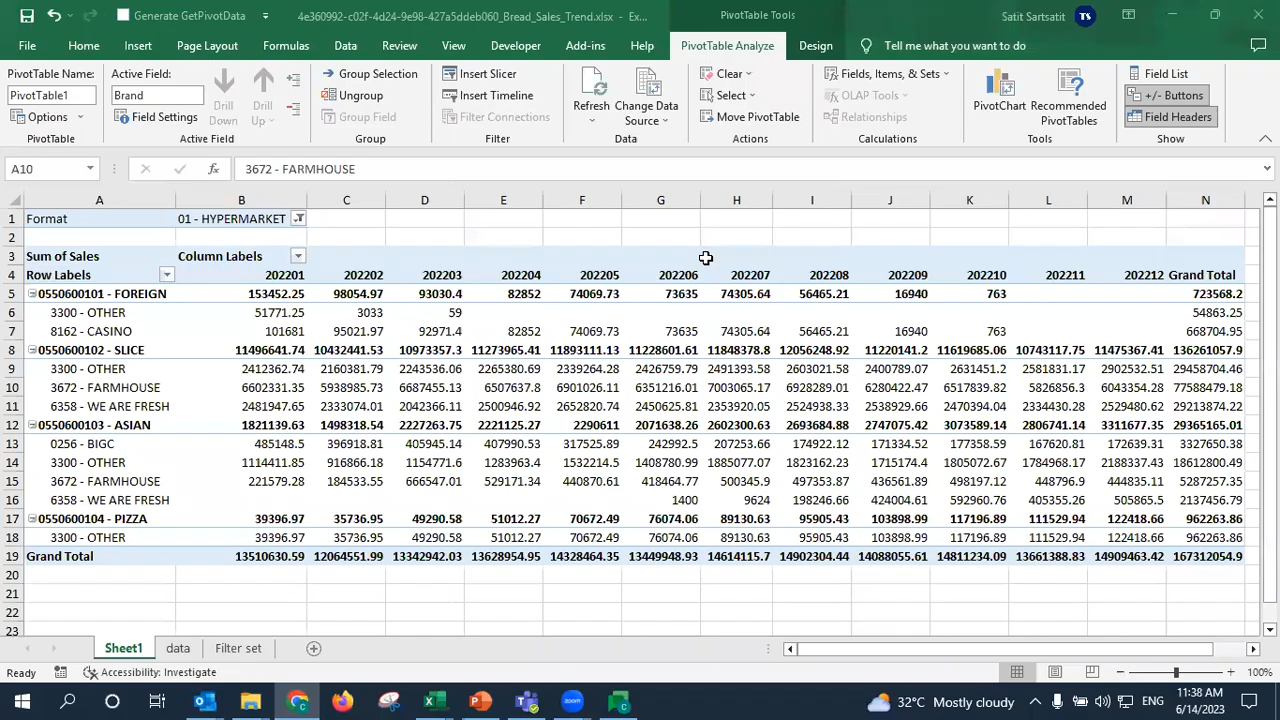 Generate GetPivotData
4e360992-c02f-4d24-9e98-427a5ddeb060_Bread_Sales_Trend.xlsx - Ex...
PivotTable Tools
Satit Sartsatit TS
File Home Insert Page Layout Formulas Data Review View Developer Add-ins Help PivotTable Analyze Design Tell me what you want to do
PivotTable Name: Active Field: Group Selection Insert Slicer Clear Fields, Items, & Sets Field List
PivotTable1 Brand Drill Down Drill Up Ungroup Insert Timeline Refresh Change Data Source Select OLAP Tools PivotChart Recommended PivotTables +/- Buttons
Options Field Settings Group Field Filter Connections Move PivotTable Relationships Field Headers
PivotTable Active Field Group Filter Data Actions Calculations Tools Show
A10 fx 3672 - FARMHOUSE
A B C D E F G H I J K L M N
1 Format 01 - HYPERMARKET
2
3 Sum of Sales Column Labels
4 Row Labels 202201 202202 202203 202204 202205 202206 202207 202208 202209 202210 202211 202212 Grand Total
5 0550600101 - FOREIGN 153452.25 98054.97 93030.4 82852 74069.73 73635 74305.64 56465.21 16940 763 723568.2
6 3300 - OTHER 51771.25 3033 59 54863.25
7 8162 - CASINO 101681 95021.97 92971.4 82852 74069.73 73635 74305.64 56465.21 16940 763 668704.95
8 0550600102 - SLICE 11496641.74 10432441.53 10973357.3 11273965.41 11893111.13 11228601.61 11848378.8 12056248.92 11220141.2 11619685.06 10743117.75 11475367.41 136261057.9
9 3300 - OTHER 2412362.74 2160381.79 2243536.06 2265380.69 2339264.28 2426759.79 2491393.58 2603021.58 2400789.07 2631451.2 2581831.17 2902532.51 29458704.46
10 3672 - FARMHOUSE 6602331.35 5938985.73 6687455.13 6507637.8 6901026.11 6351216.01 7003065.17 6928289.01 6280422.47 6517839.82 5826856.3 6043354.28 77588479.18
11 6358 - WE ARE FRESH 2481947.65 2333074.01 2042366.11 2500946.92 2652820.74 2450625.81 2353920.05 2524938.33 2538929.66 2470394.04 2334430.28 2529480.62 29213874.22
12 0550600103 - ASIAN 1821139.63 1498318.54 2227263.75 2221125.27 2290611 2071638.26 2602300.63 2693684.88 2747075.42 3073589.14 2806741.14 3311677.35 29365165.01
13 0256 - BIGC 485148.5 396918.81 405945.14 407990.53 317525.89 242992.5 207253.66 174922.12 171334.52 177358.59 167620.81 172639.31 3327650.38
14 3300 - OTHER 1114411.85 916866.18 1154771.6 1283963.4 1532214.5 1408780.99 1885077.07 1823162.23 1715174.4 1805072.67 1784968.17 2188337.43 18612800.49
15 3672 - FARMHOUSE 221579.28 184533.55 666547.01 529171.34 440870.61 418464.77 500345.9 497353.87 436561.89 498197.12 448796.9 444835.11 5287257.35
16 6358 - WE ARE FRESH 1400 9624 198246.66 424004.61 592960.76 405355.26 505865.5 2137456.79
17 0550600104 - PIZZA 39396.97 35736.95 49290.58 51012.27 70672.49 76074.06 89130.63 95905.43 103898.99 117196.89 111529.94 122418.66 962263.86
18 3300 - OTHER 39396.97 35736.95 49290.58 51012.27 70672.49 76074.06 89130.63 95905.43 103898.99 117196.89 111529.94 122418.66 962263.86
19 Grand Total 13510630.59 12064551.99 13342942.03 13628954.95 14328464.35 13449948.93 14614115.7 14902304.44 14088055.61 14811234.09 13661388.83 14909463.42 167312054.9
20
21
22
23
Sheet1 data Filter set
Ready Accessibility: Investigate 100%
32°C Mostly cloudy ENG 11:38 AM
6/14/2023